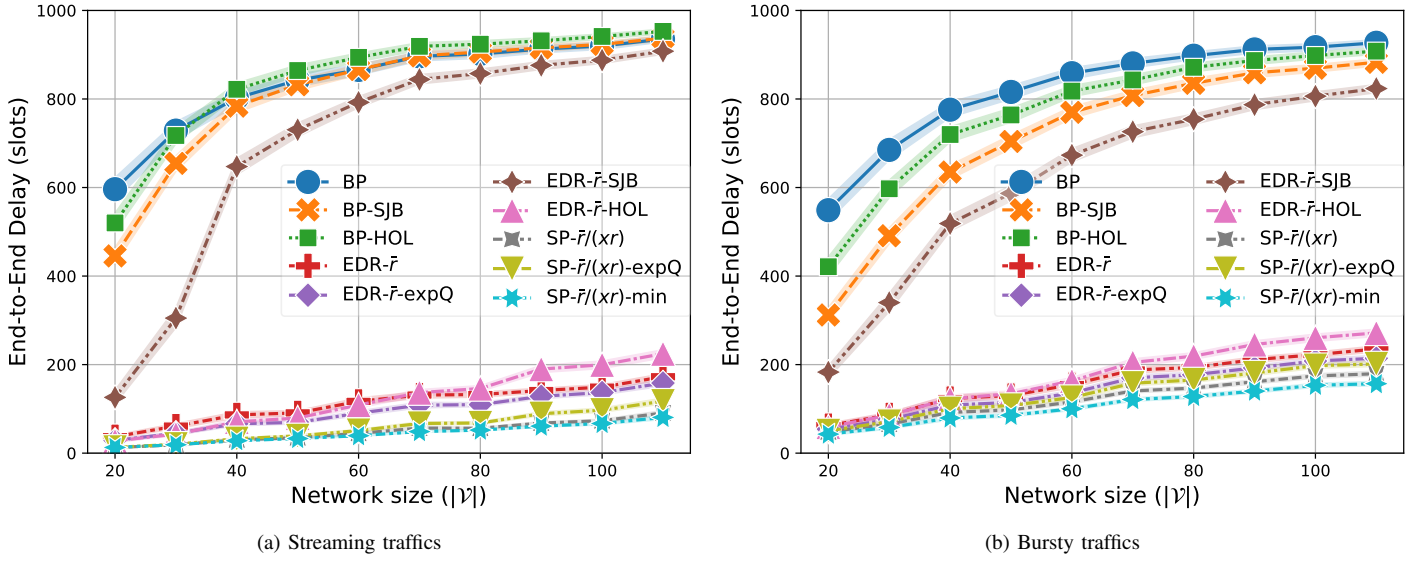 1000
800
600
400
200
0
End-to-End Delay (slots)
BP
BP-SJB
BP-HOL
EDR-r̄
EDR-r̄-expQ
EDR-r̄-SJB
EDR-r̄-HOL
SP-r̄/(xr)
SP-r̄/(xr)-expQ
SP-r̄/(xr)-min
20 40 60 80 100
Network size (|𝒱|)
(a) Streaming traffics
1000
800
600
400
200
0
End-to-End Delay (slots)
BP
BP-SJB
BP-HOL
EDR-r̄
EDR-r̄-expQ
EDR-r̄-SJB
EDR-r̄-HOL
SP-r̄/(xr)
SP-r̄/(xr)-expQ
SP-r̄/(xr)-min
20 40 60 80 100
Network size (|𝒱|)
(b) Bursty traffics